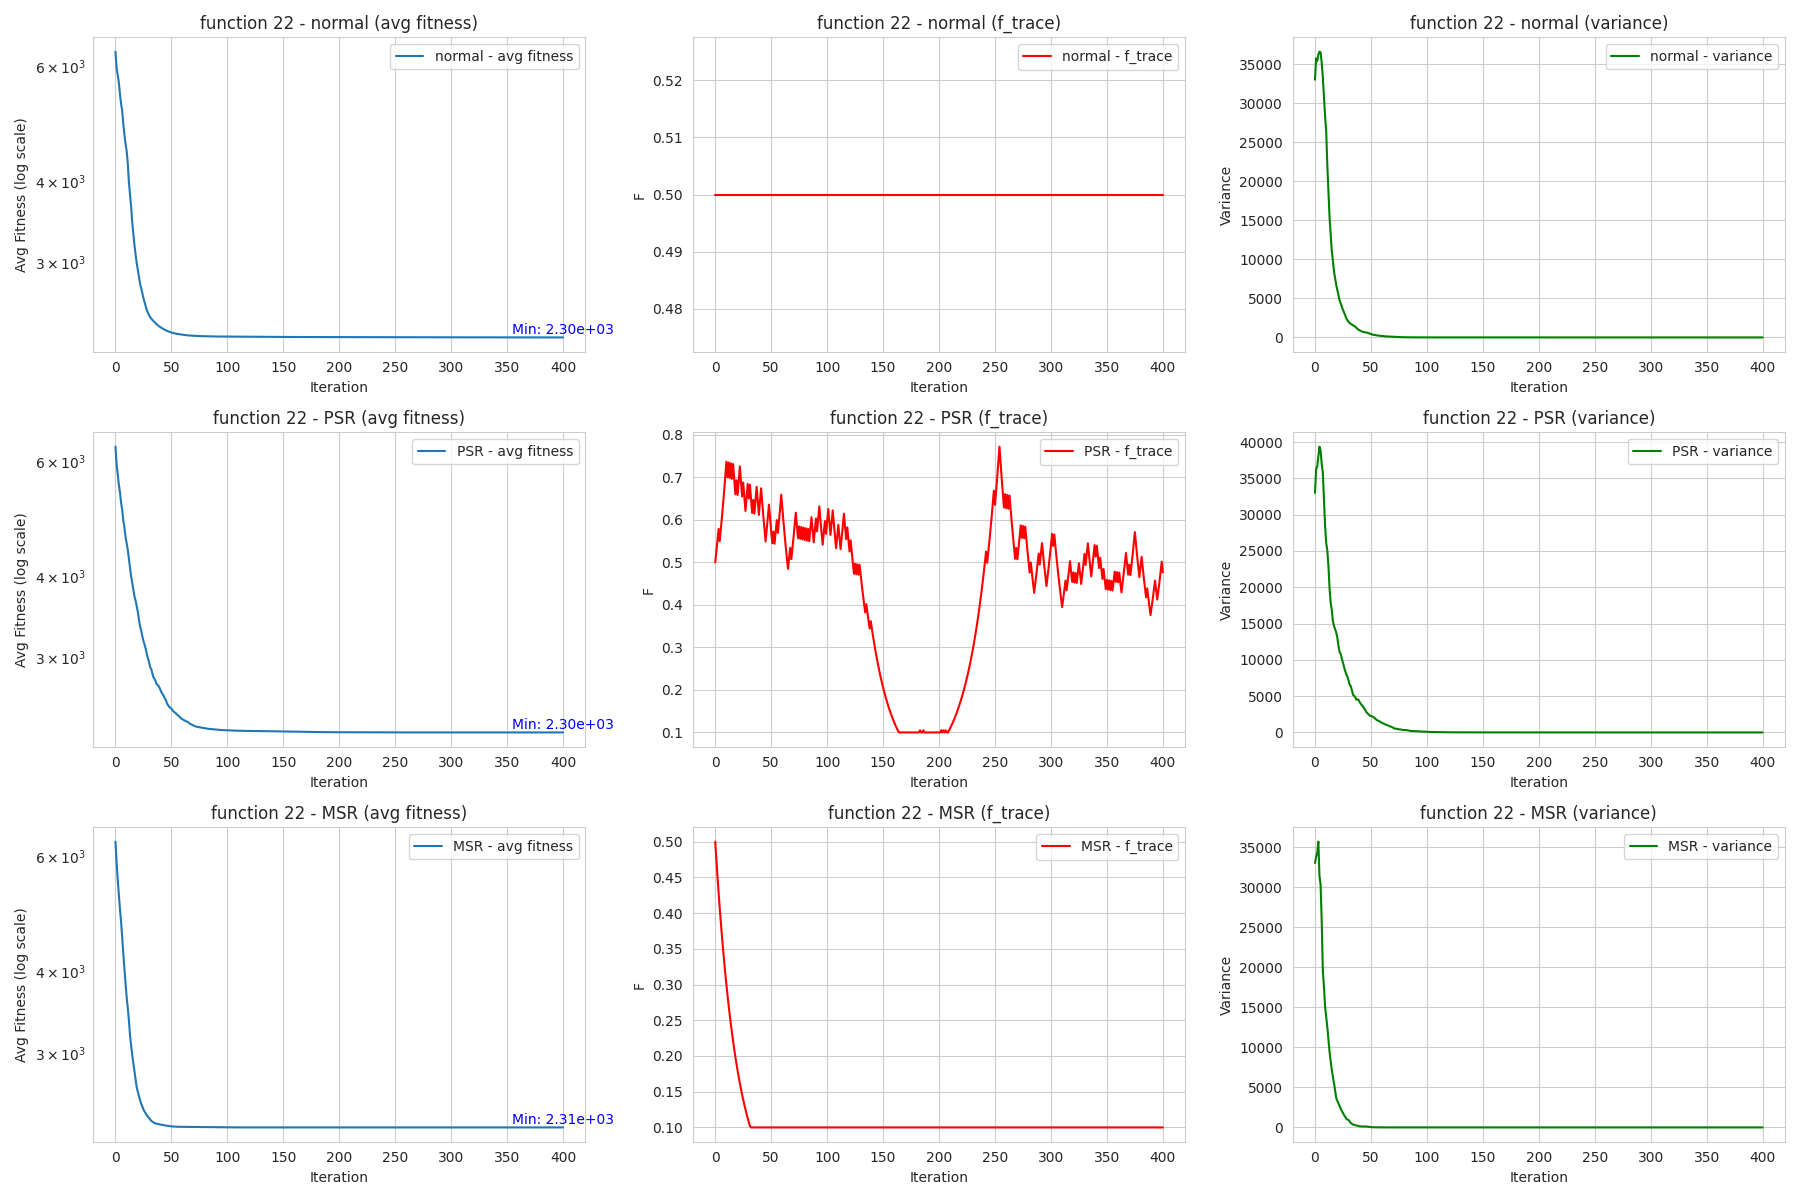 function 22 - normal (avg fitness)
normal - avg fitness
Avg Fitness (log scale)
6 × 10³
4 × 10³
3 × 10³
Min: 2.30e+03
0 50 100 150 200 250 300 350 400
Iteration
function 22 - normal (f_trace)
normal - f_trace
F
0.52
0.51
0.50
0.49
0.48
0 50 100 150 200 250 300 350 400
Iteration
function 22 - normal (variance)
normal - variance
Variance
35000
30000
25000
20000
15000
10000
5000
0
0 50 100 150 200 250 300 350 400
Iteration
function 22 - PSR (avg fitness)
PSR - avg fitness
Avg Fitness (log scale)
6 × 10³
4 × 10³
3 × 10³
Min: 2.30e+03
0 50 100 150 200 250 300 350 400
Iteration
function 22 - PSR (f_trace)
PSR - f_trace
F
0.8
0.7
0.6
0.5
0.4
0.3
0.2
0.1
0 50 100 150 200 250 300 350 400
Iteration
function 22 - PSR (variance)
PSR - variance
Variance
40000
35000
30000
25000
20000
15000
10000
5000
0
0 50 100 150 200 250 300 350 400
Iteration
function 22 - MSR (avg fitness)
MSR - avg fitness
Avg Fitness (log scale)
6 × 10³
4 × 10³
3 × 10³
Min: 2.31e+03
0 50 100 150 200 250 300 350 400
Iteration
function 22 - MSR (f_trace)
MSR - f_trace
F
0.50
0.45
0.40
0.35
0.30
0.25
0.20
0.15
0.10
0 50 100 150 200 250 300 350 400
Iteration
function 22 - MSR (variance)
MSR - variance
Variance
35000
30000
25000
20000
15000
10000
5000
0
0 50 100 150 200 250 300 350 400
Iteration